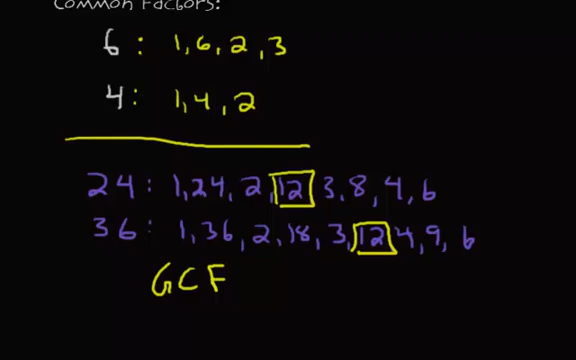 Common Factors:
6: 1, 6, 2, 3
4: 1, 4, 2
24: 1, 24, 2, 12 3, 8, 4, 6
36: 1, 36, 2, 18, 3, 12 4, 9, 6
GCF